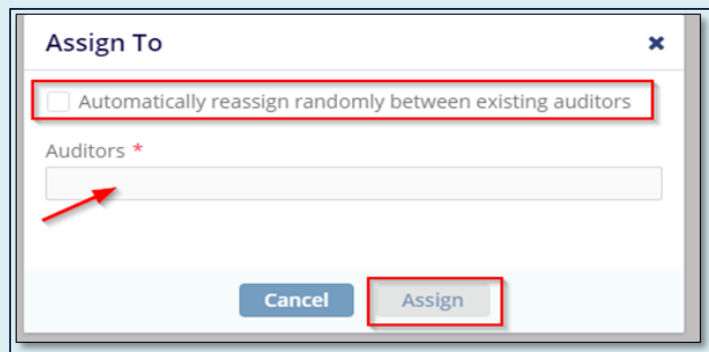 Assign To
Automatically reassign randomly between existing auditors
Auditors *
Cancel Assign